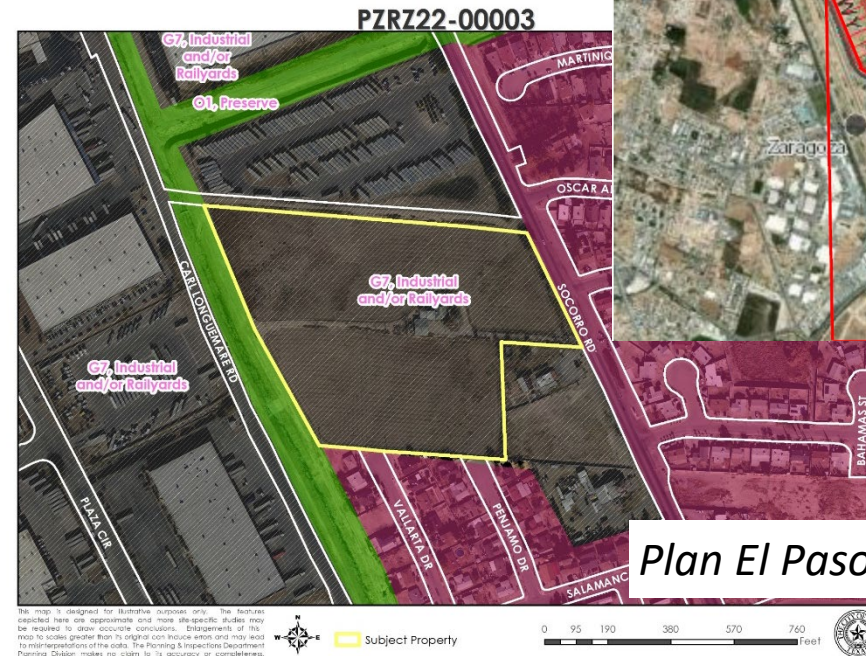 PZRZ22-00003
G7, Industrial
and/or
Railyards
O1, Preserve
MARTINIQ
Zaragoza
OSCAR A
G7, Industrial
and/or Railyards
SOCORRO RD
CARL LONGUEMARE RD
G7, Industrial
and/or Railyards
BAHAMAS ST
PLAZA CIR
VALLARTA DR
PENJAMO DR
SALAMANC
Plan El Paso
This map is designed for illustrative purposes only. The features
depicted here are approximate and more site-specific studies may
be required to draw accurate conclusions. Enlargements of this
map to scales greater than its original can induce errors and may lead
to misinterpretations of the data. The Planning & Inspections Department
Planning Division makes no claim to its accuracy or completeness.
N
W
E
S
Subject Property
0 95 190 380 570 760
Feet